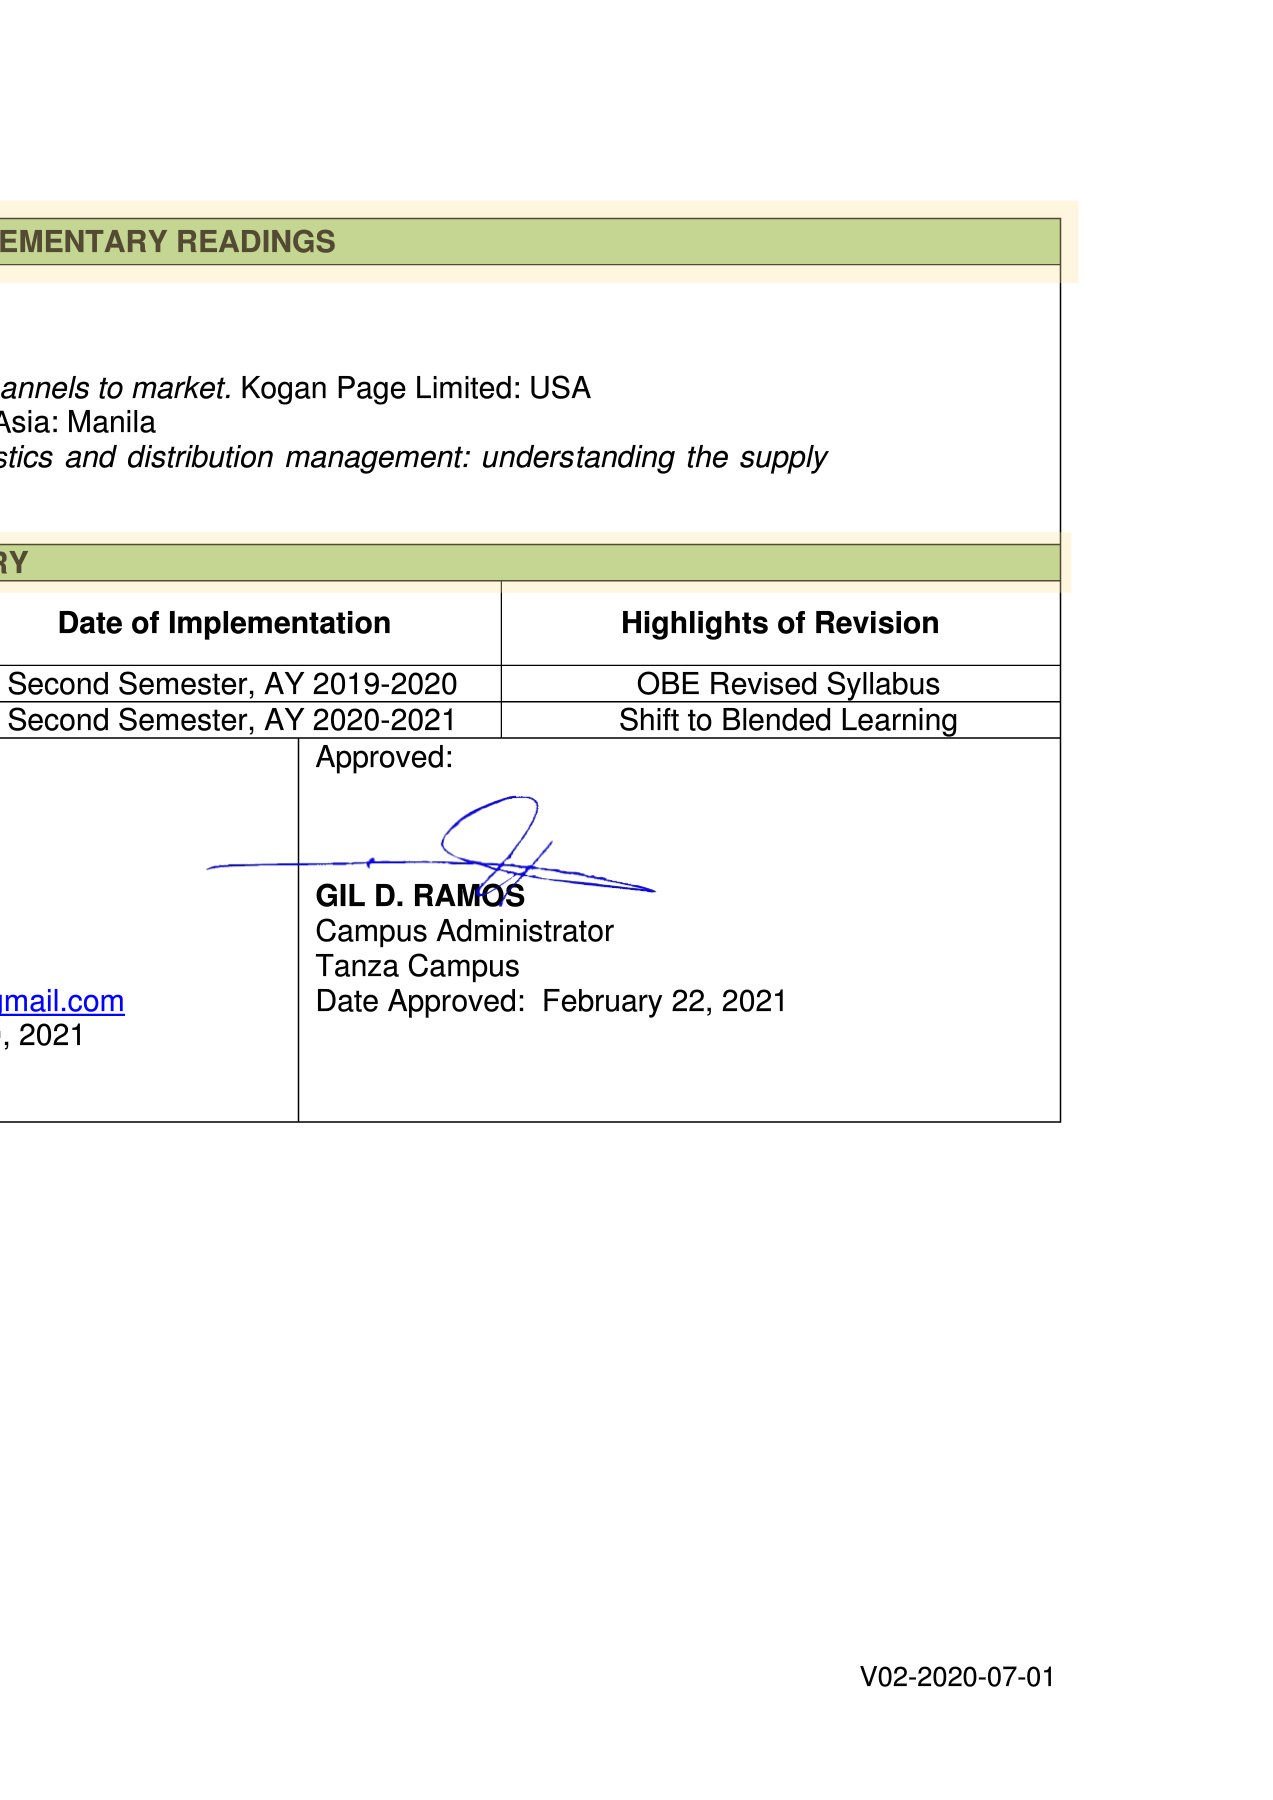 EMENTARY READINGS
annels to market. Kogan Page Limited: USA
Asia: Manila
stics and distribution management: understanding the supply
RY
Date of Implementation Highlights of Revision
Second Semester, AY 2019-2020 OBE Revised Syllabus
Second Semester, AY 2020-2021 Shift to Blended Learning
Approved:
GIL D. RAMOS
Campus Administrator
Tanza Campus
gmail.com Date Approved: February 22, 2021
, 2021
V02-2020-07-01